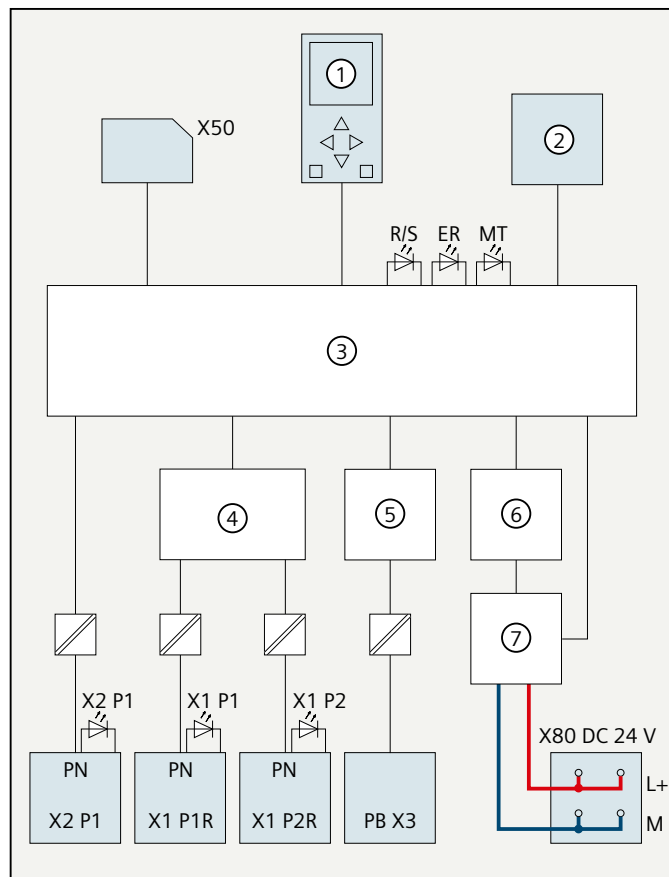 ①
X50
②
R/S ER MT
③
④
⑤
⑥
⑦
X2 P1
X1 P1
X1 P2
X80 DC 24 V
PN
X2 P1
PN
X1 P1R
PN
X1 P2R
PB X3
L+
M